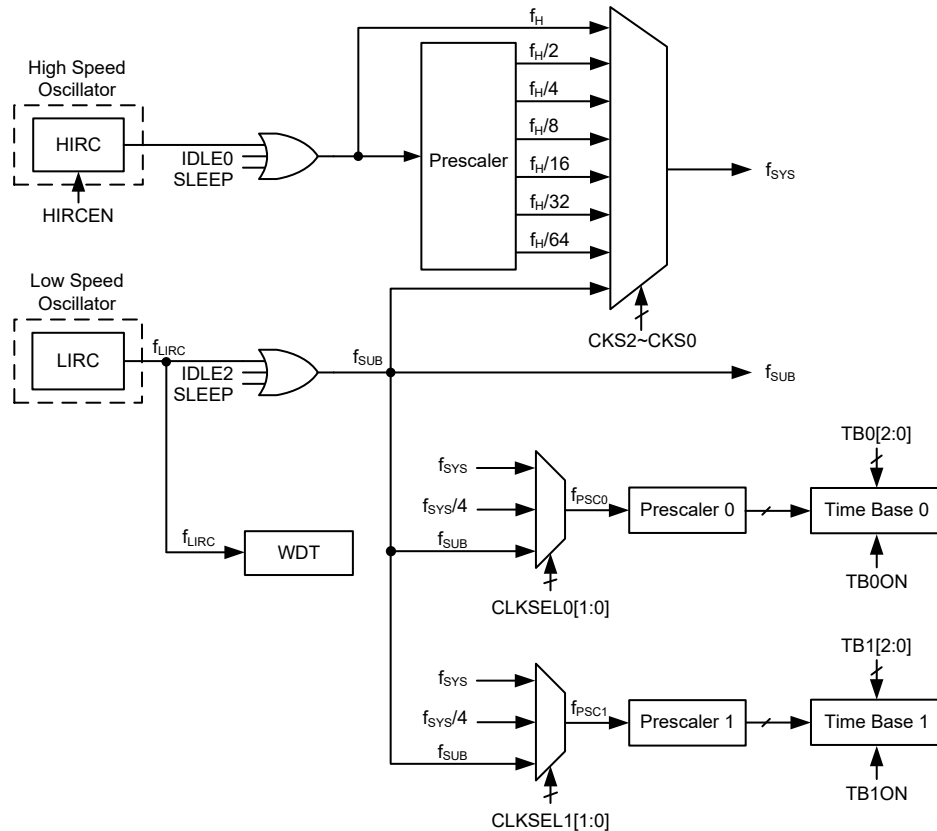 High Speed
Oscillator
HIRC
HIRCEN
IDLE0
SLEEP
Prescaler
f_H
f_H/2
f_H/4
f_H/8
f_H/16
f_H/32
f_H/64
f_SYS
CKS2~CKS0
Low Speed
Oscillator
LIRC
f_LIRC
IDLE2
SLEEP
f_SUB
f_SUB
f_LIRC
WDT
f_SYS
f_SYS/4
f_SUB
CLKSEL0[1:0]
f_PSC0
Prescaler 0
TB0[2:0]
Time Base 0
TB0ON
f_SYS
f_SYS/4
f_SUB
CLKSEL1[1:0]
f_PSC1
Prescaler 1
TB1[2:0]
Time Base 1
TB1ON